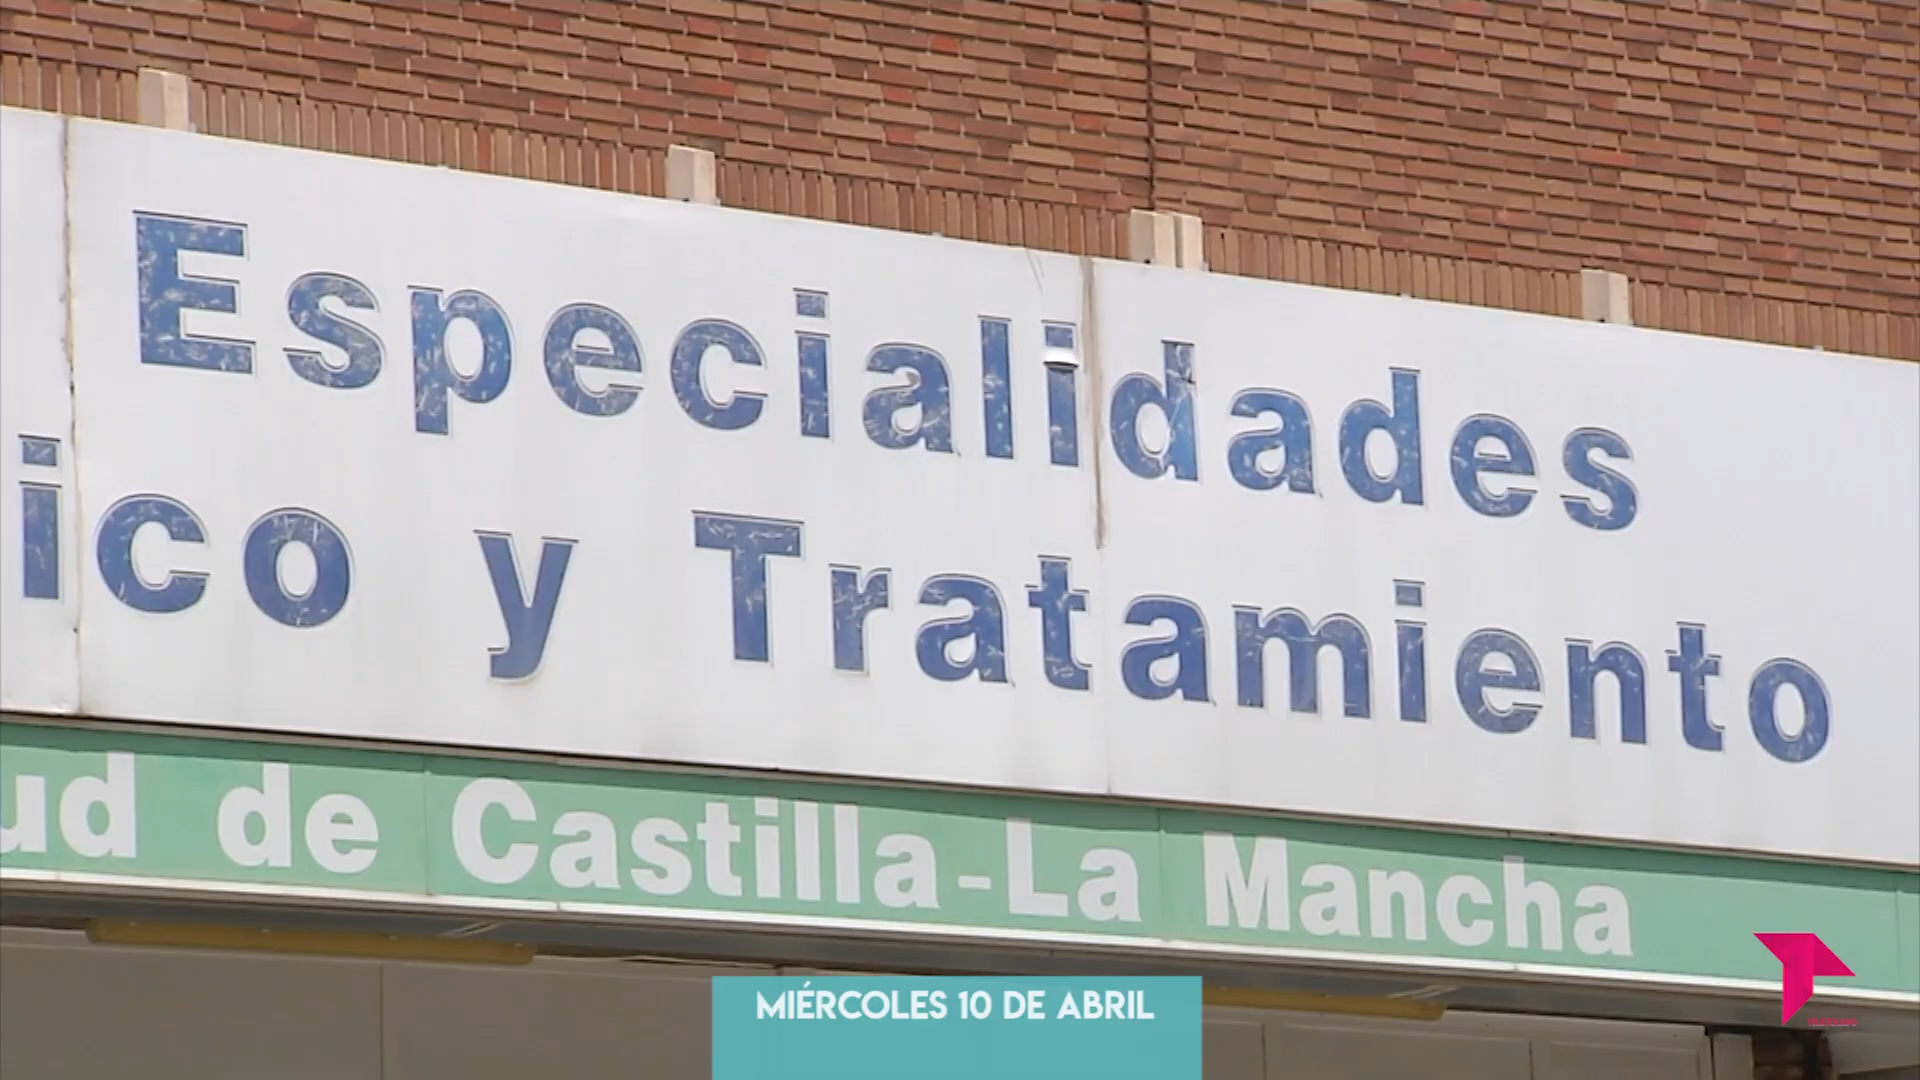 Especialidades
ico y Tratamiento
ud de Castilla-La Mancha
MIÉRCOLES 10 DE ABRIL